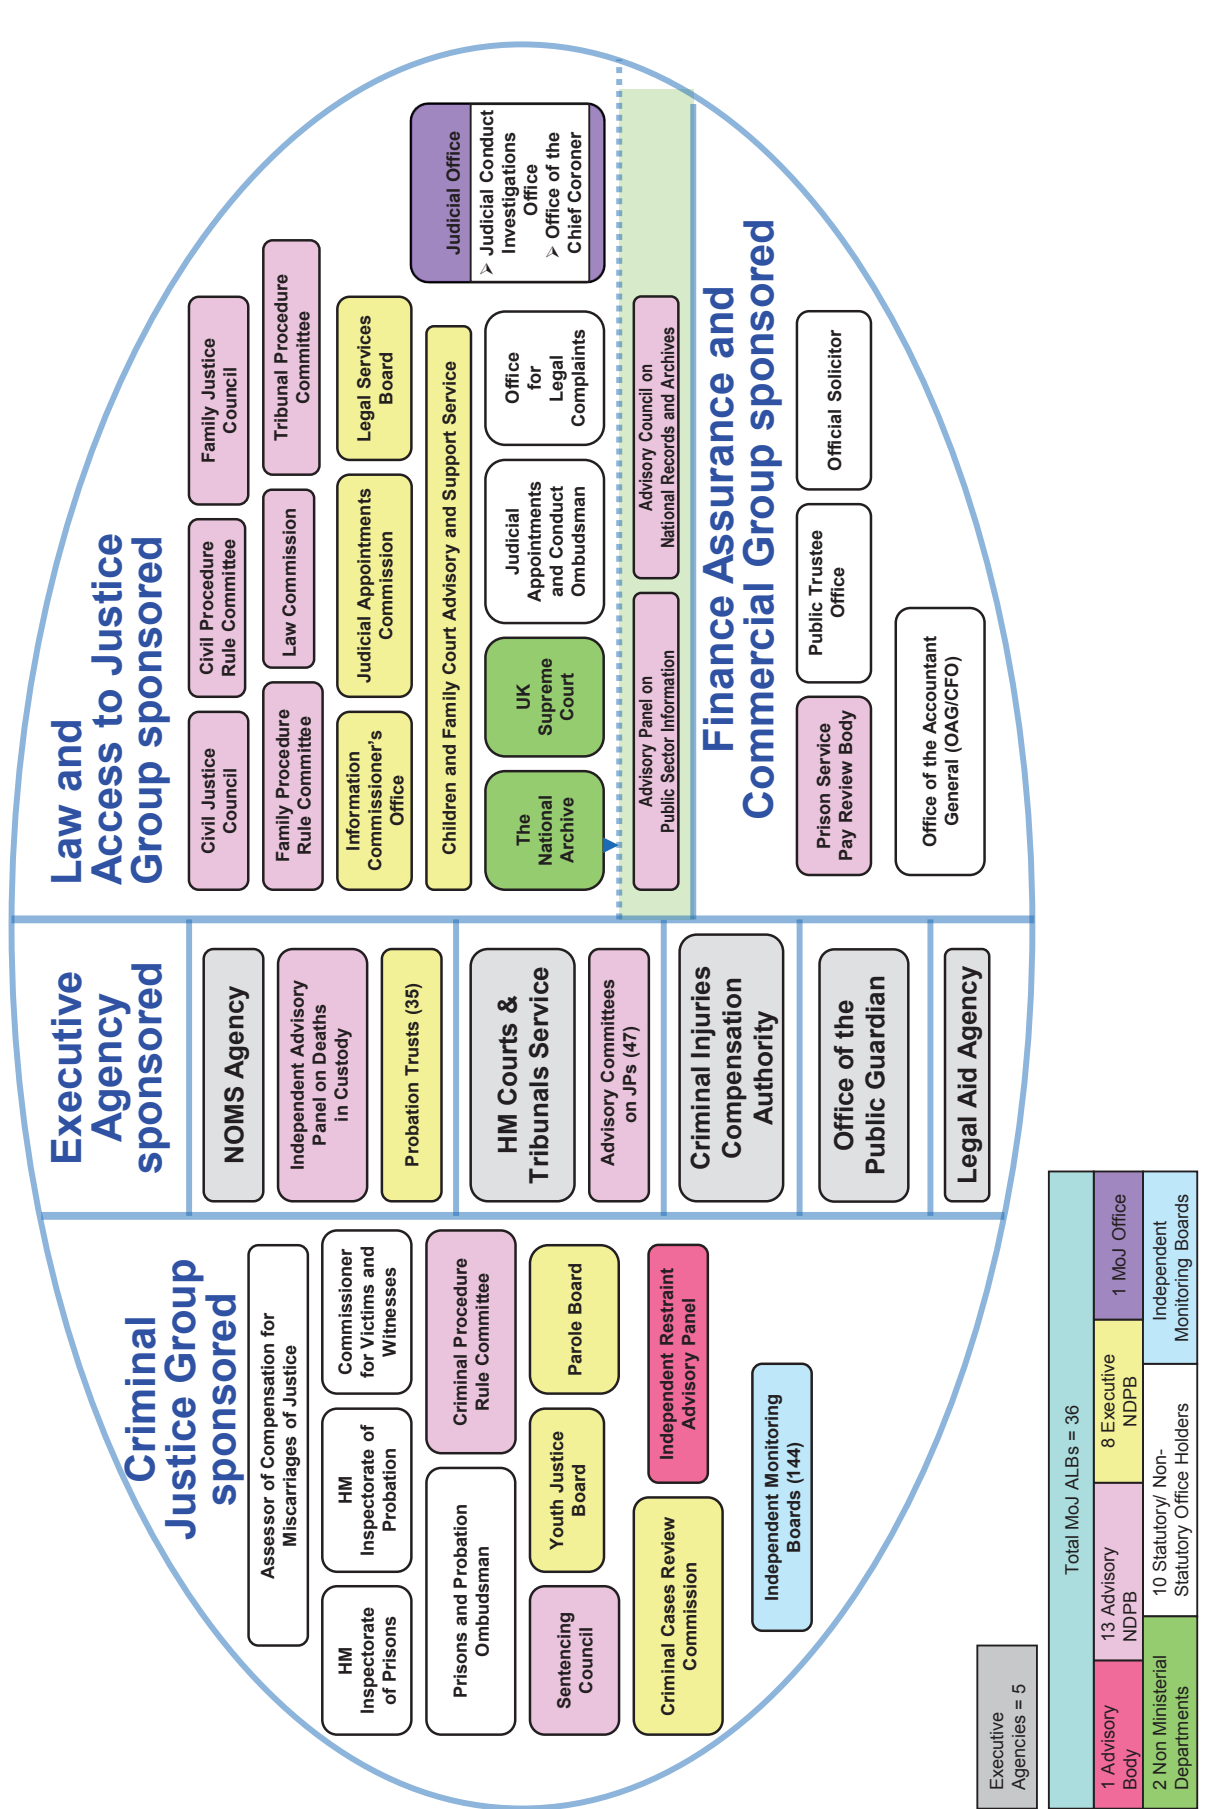 Criminal
Justice Group
sponsored
Assessor of Compensation for
Miscarriages of Justice
HM
Inspectorate
of Prisons
HM
Inspectorate of
Probation
Commissioner
for Victims and
Witnesses
Prisons and Probation
Ombudsman
Criminal Procedure
Rule Committee
Sentencing
Council
Youth Justice
Board
Parole Board
Criminal Cases Review
Commission
Independent Restraint
Advisory Panel
Independent Monitoring
Boards (144)
Executive
Agency
sponsored
NOMS Agency
Independent Advisory
Panel on Deaths
in Custody
Probation Trusts (35)
HM Courts &
Tribunals Service
Advisory Committees
on JPs (47)
Criminal Injuries
Compensation
Authority
Office of the
Public Guardian
Legal Aid Agency
Law and
Access to Justice
Group sponsored
Civil Justice
Council
Civil Procedure
Rule Committee
Family Justice
Council
Family Procedure
Rule Committee
Law Commission
Tribunal Procedure
Committee
Information
Commissioner's
Office
Judicial Appointments
Commission
Legal Services
Board
Children and Family Court Advisory and Support Service
The
National
Archive
UK
Supreme
Court
Judicial
Appointments
and Conduct
Ombudsman
Office
for
Legal
Complaints
Judicial Office
➢ Judicial Conduct
Investigations
Office
➢ Office of the
Chief Coroner
Advisory Panel on
Public Sector Information
Advisory Council on
National Records and Archives
Finance Assurance and
Commercial Group sponsored
Prison Service
Pay Review Body
Public Trustee
Office
Official Solicitor
Office of the Accountant
General (OAG/CFO)
Executive
Agencies = 5
Total MoJ ALBs = 36
1 Advisory
Body
13 Advisory
NDPB
8 Executive
NDPB
1 MoJ Office
2 Non Ministerial
Departments
10 Statutory/ Non-
Statutory Office Holders
Independent
Monitoring Boards